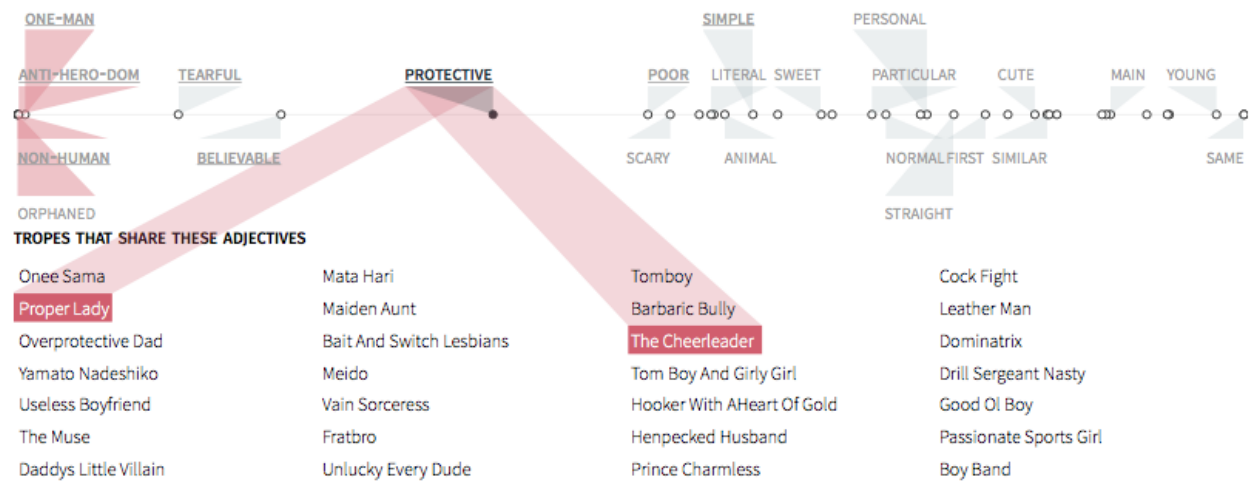 ONE-MAN SIMPLE PERSONAL
ANTI-HERO-DOM TEARFUL PROTECTIVE POOR LITERAL SWEET PARTICULAR CUTE MAIN YOUNG
NON-HUMAN BELIEVABLE SCARY ANIMAL NORMAL FIRST SIMILAR SAME
ORPHANED STRAIGHT
TROPES THAT SHARE THESE ADJECTIVES
Onee Sama Mata Hari Tomboy Cock Fight
Proper Lady Maiden Aunt Barbaric Bully Leather Man
Overprotective Dad Bait And Switch Lesbians The Cheerleader Dominatrix
Yamato Nadeshiko Meido Tom Boy And Girly Girl Drill Sergeant Nasty
Useless Boyfriend Vain Sorceress Hooker With AHeart Of Gold Good Ol Boy
The Muse Fratbro Henpecked Husband Passionate Sports Girl
Daddys Little Villain Unlucky Every Dude Prince Charmless Boy Band